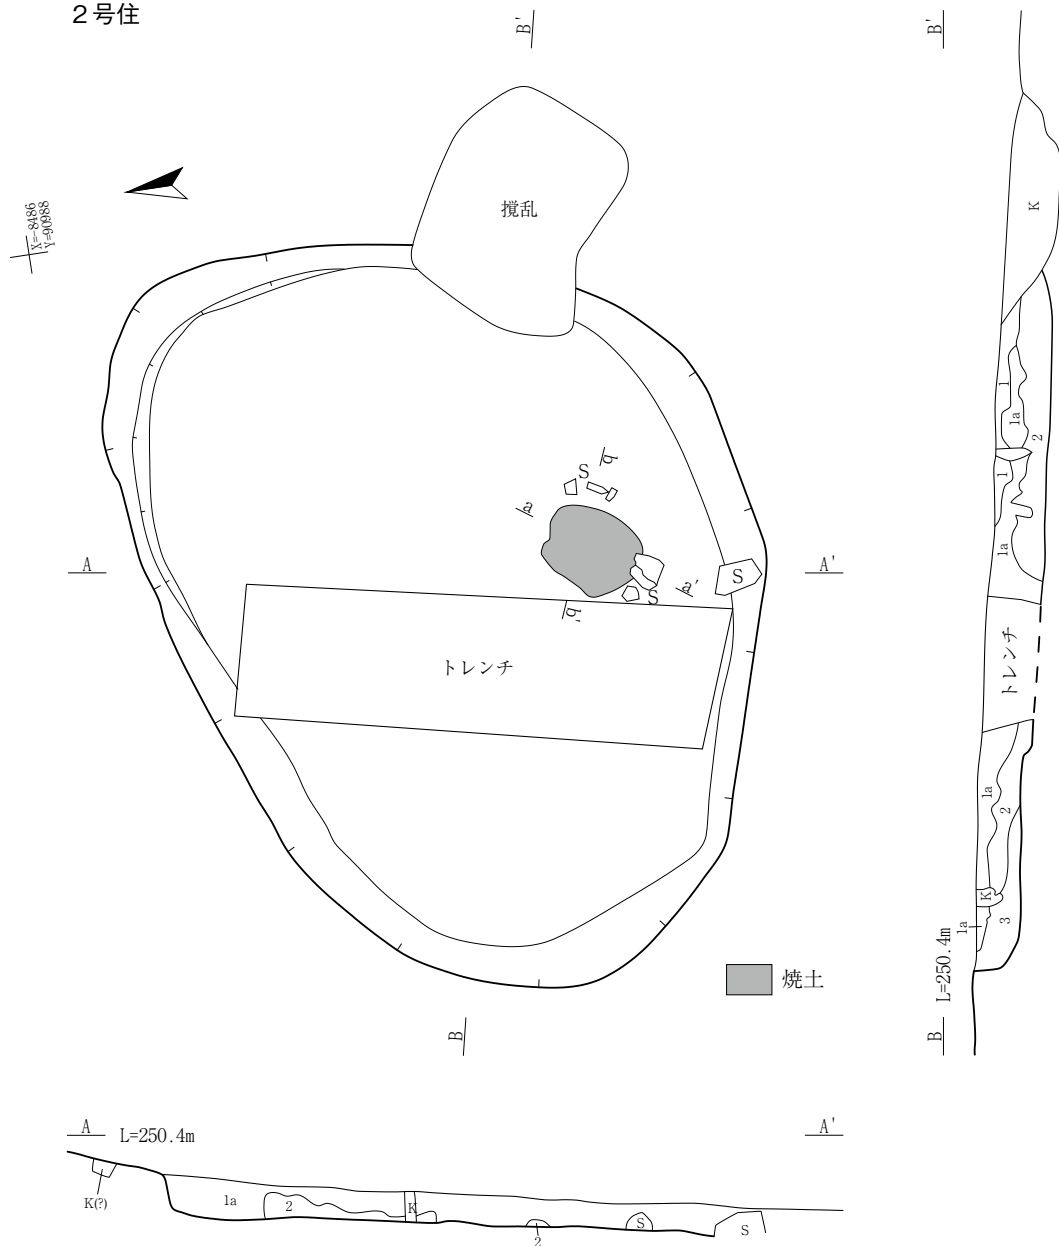 ２号住
B'
B'
X=-8486
Y=90988
撹乱
K
1
1a
2
b
S
a
1
1a
A
A'
S
a'
S
b'
トレンチ
トレンチ
1a
2
K
3
1a
L=250.4m
焼土
B
B
A
L=250.4m
A'
K(?)
1a
2
K
2
S
S